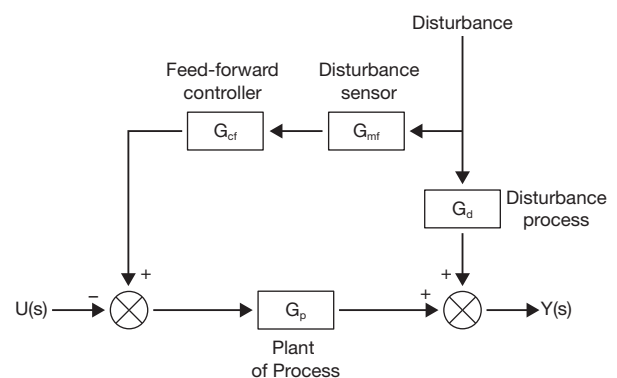 Disturbance
Feed-forward
controller
Disturbance
sensor
G_cf
G_mf
G_d
Disturbance
process
+
+
U(s)
−
+
Y(s)
G_p
Plant
of Process